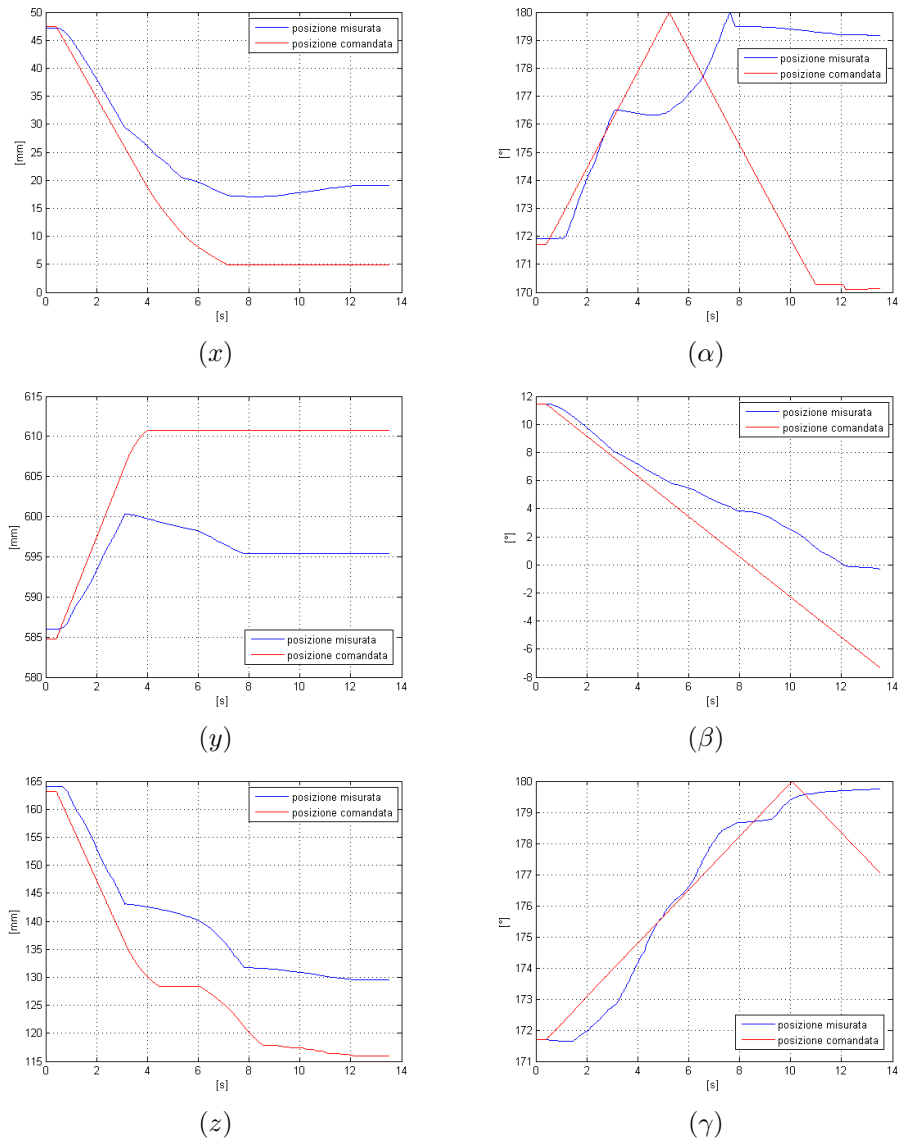 50
45
40
35
30
25
20
15
10
5
0
[mm]
posizione misurata
posizione comandata
0 2 4 6 8 10 12 14
[s]
(x)
180
179
178
177
176
175
174
173
172
171
170
[°]
posizione misurata
posizione comandata
0 2 4 6 8 10 12 14
[s]
(α)
615
610
605
600
595
590
585
580
[mm]
posizione misurata
posizione comandata
0 2 4 6 8 10 12 14
[s]
(y)
12
10
8
6
4
2
0
-2
-4
-6
-8
[°]
posizione misurata
posizione comandata
0 2 4 6 8 10 12 14
[s]
(β)
165
160
155
150
145
140
135
130
125
120
115
[mm]
posizione misurata
posizione comandata
0 2 4 6 8 10 12 14
[s]
(z)
180
179
178
177
176
175
174
173
172
171
[°]
posizione misurata
posizione comandata
0 2 4 6 8 10 12 14
[s]
(γ)